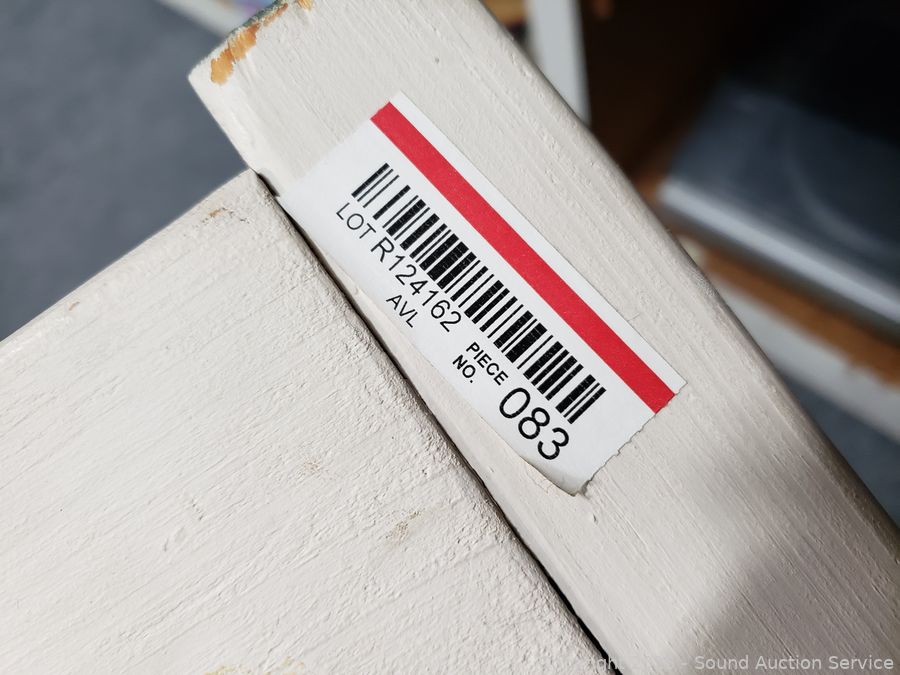 LOT R124162
AVL
PIECE
NO.
083
- Sound Auction Service